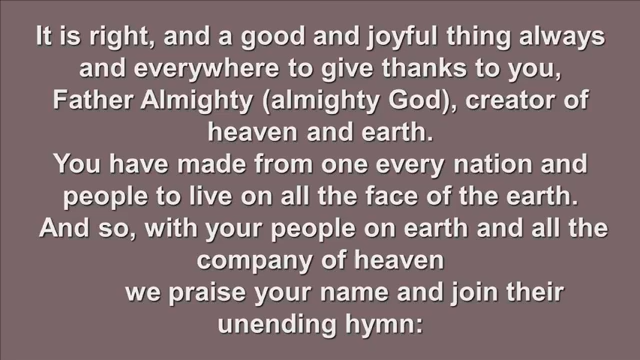 It is right, and a good and joyful thing always
and everywhere to give thanks to you,
Father Almighty (almighty God), creator of
heaven and earth.
You have made from one every nation and
people to live on all the face of the earth.
And so, with your people on earth and all the
company of heaven
we praise your name and join their
unending hymn: